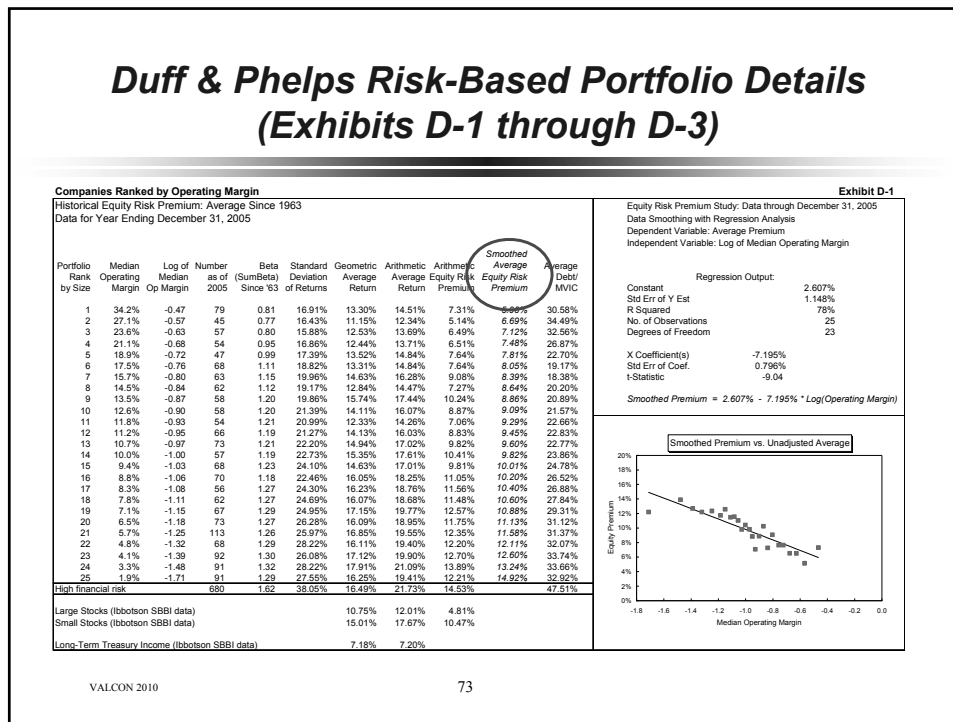 Duff & Phelps Risk-Based Portfolio Details
(Exhibits D-1 through D-3)
Companies Ranked by Operating Margin
Exhibit D-1
Historical Equity Risk Premium: Average Since 1963
Data for Year Ending December 31, 2005
Portfolio Rank by Size | Median Operating Margin | Log of Median Op Margin | Number as of 2005 | Beta (SumBeta) Since '63 | Standard Deviation of Returns | Geometric Average Return | Arithmetic Average Return | Arithmetic Equity Risk Premium | Smoothed Average Equity Risk Premium | Average Debt/ MVIC
1 34.2% -0.47 79 0.81 16.91% 13.30% 14.51% 7.31% 30.58%
2 27.1% -0.57 45 0.77 16.43% 11.15% 12.34% 5.14% 6.69% 34.49%
3 23.6% -0.63 57 0.80 15.88% 12.53% 13.69% 6.49% 7.12% 32.56%
4 21.1% -0.68 54 0.95 16.86% 12.44% 13.71% 6.51% 7.48% 26.87%
5 18.9% -0.72 47 0.99 17.39% 13.52% 14.84% 7.64% 7.81% 22.70%
6 17.5% -0.76 68 1.11 18.82% 13.31% 14.84% 7.64% 8.05% 19.17%
7 15.7% -0.80 63 1.15 19.96% 14.63% 16.28% 9.08% 8.39% 18.38%
8 14.5% -0.84 62 1.12 19.17% 12.84% 14.47% 7.27% 8.64% 20.20%
9 13.5% -0.87 58 1.20 19.86% 15.74% 17.44% 10.24% 8.86% 20.89%
10 12.6% -0.90 58 1.20 21.39% 14.11% 16.07% 8.87% 9.09% 21.57%
11 11.8% -0.93 54 1.21 20.99% 12.33% 14.26% 7.06% 9.29% 22.66%
12 11.2% -0.95 66 1.19 21.27% 14.13% 16.03% 8.83% 9.45% 22.83%
13 10.7% -0.97 73 1.21 22.20% 14.94% 17.02% 9.82% 9.60% 22.77%
14 10.0% -1.00 57 1.19 22.73% 15.35% 17.61% 10.41% 9.82% 23.86%
15 9.4% -1.03 68 1.23 24.10% 14.63% 17.01% 9.81% 10.01% 24.78%
16 8.8% -1.06 70 1.18 22.46% 16.05% 18.25% 11.05% 10.20% 26.52%
17 8.3% -1.08 56 1.27 24.30% 16.23% 18.76% 11.56% 10.40% 26.88%
18 7.8% -1.11 62 1.27 24.69% 16.07% 18.68% 11.48% 10.60% 27.84%
19 7.1% -1.15 67 1.29 24.95% 17.15% 19.77% 12.57% 10.88% 29.31%
20 6.5% -1.18 73 1.27 26.28% 16.09% 18.95% 11.75% 11.13% 31.12%
21 5.7% -1.25 113 1.26 25.97% 16.85% 19.55% 12.35% 11.58% 31.37%
22 4.8% -1.32 68 1.29 28.22% 16.11% 19.40% 12.20% 12.11% 32.07%
23 4.1% -1.39 92 1.30 26.08% 17.12% 19.90% 12.70% 12.60% 33.74%
24 3.3% -1.48 91 1.32 28.22% 17.91% 21.09% 13.89% 13.24% 33.66%
25 1.9% -1.71 91 1.29 27.55% 16.25% 19.41% 12.21% 14.92% 32.92%
High financial risk 680 1.62 38.05% 16.49% 21.73% 14.53% 47.51%
Large Stocks (Ibbotson SBBI data) 10.75% 12.01% 4.81%
Small Stocks (Ibbotson SBBI data) 15.01% 17.67% 10.47%
Long-Term Treasury Income (Ibbotson SBBI data) 7.18% 7.20%
Equity Risk Premium Study: Data through December 31, 2005
Data Smoothing with Regression Analysis
Dependent Variable: Average Premium
Independent Variable: Log of Median Operating Margin
Regression Output:
Constant 2.607%
Std Err of Y Est 1.148%
R Squared 78%
No. of Observations 25
Degrees of Freedom 23
X Coefficient(s) -7.195%
Std Err of Coef. 0.796%
t-Statistic -9.04
Smoothed Premium = 2.607% - 7.195% * Log(Operating Margin)
Smoothed Premium vs. Unadjusted Average
20%
18%
16%
14%
12%
10%
8%
6%
4%
2%
0%
Equity Premium
-1.8 -1.6 -1.4 -1.2 -1.0 -0.8 -0.6 -0.4 -0.2 0.0
Median Operating Margin
VALCON 2010
73